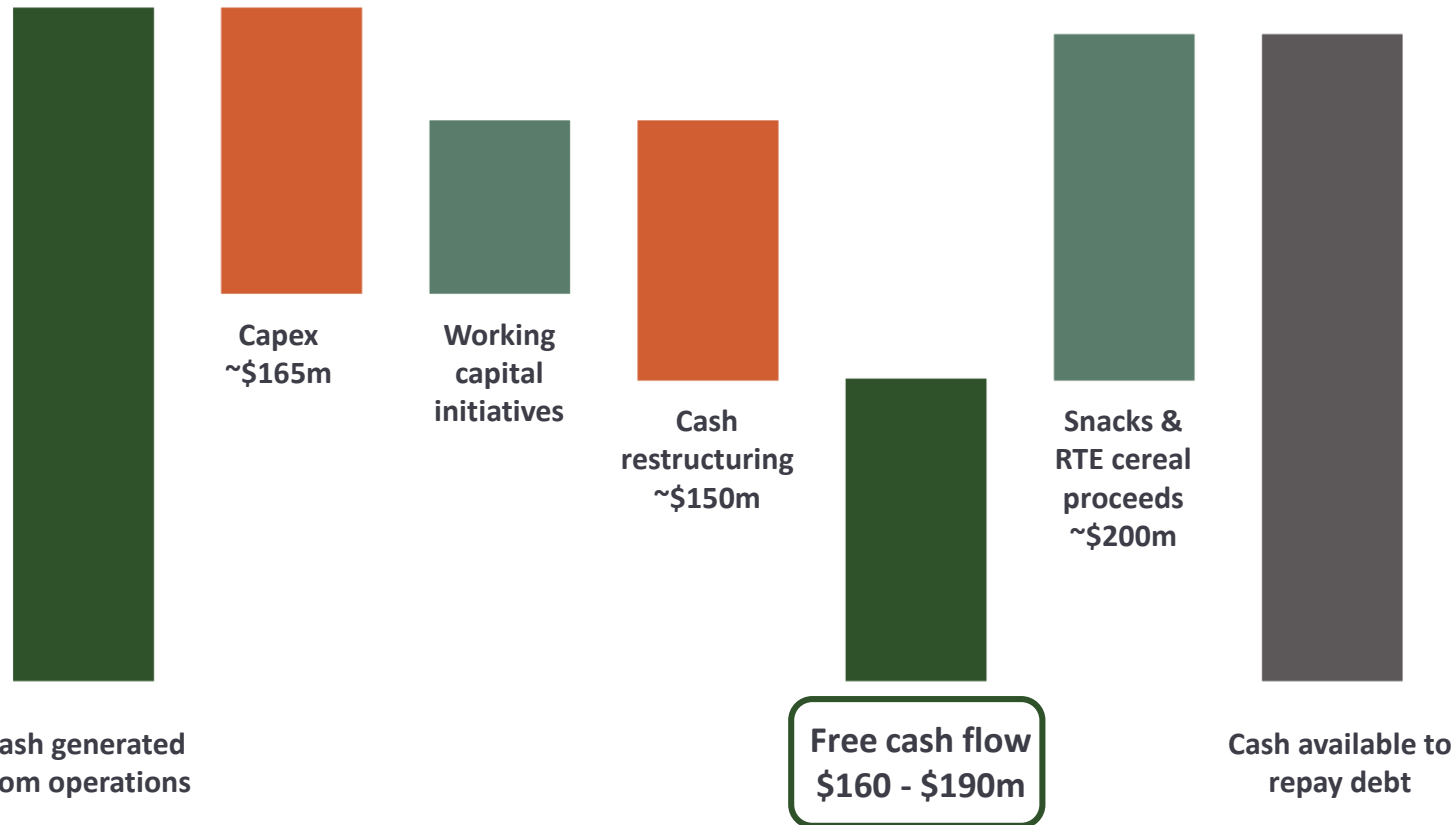 Capex
~$165m
Working
capital
initiatives
Cash
restructuring
~$150m
Snacks &
RTE cereal
proceeds
~$200m
ash generated
om operations
Free cash flow
$160 - $190m
Cash available to
repay debt